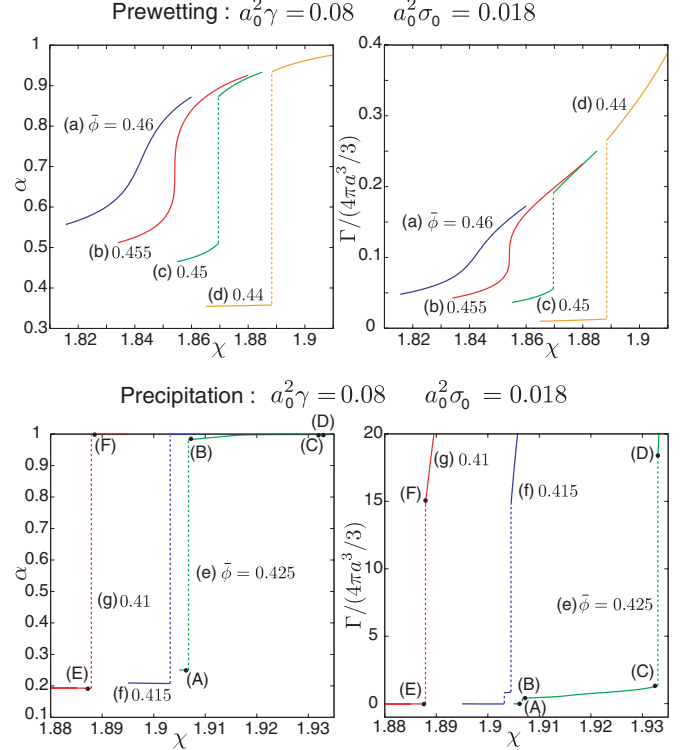 Prewetting : a₀²γ = 0.08 a₀²σ₀ = 0.018
1
0.9
0.8
0.7
0.6
0.5
0.4
0.3
α
(a) ϕ̄ = 0.46
(b) 0.455
(c) 0.45
(d) 0.44
1.82 1.84 1.86 1.88 1.9
χ
0.4
0.3
0.2
0.1
0
Γ/(4πa³/3)
(d) 0.44
(a) ϕ̄ = 0.46
(b) 0.455
(c) 0.45
1.82 1.84 1.86 1.88 1.9
χ
Precipitation : a₀²γ = 0.08 a₀²σ₀ = 0.018
1
0.9
0.8
0.7
0.6
0.5
0.4
0.3
0.2
0.1
α
(F)
(B)
(D)
(C)
(e) ϕ̄ = 0.425
(g) 0.41
(E)
(f) 0.415
(A)
1.88 1.89 1.9 1.91 1.92 1.93
χ
20
15
10
5
0
Γ/(4πa³/3)
(g) 0.41
(f) 0.415
(D)
(F)
(e) ϕ̄ = 0.425
(C)
(E)
(B)
(A)
1.88 1.89 1.9 1.91 1.92 1.93
χ